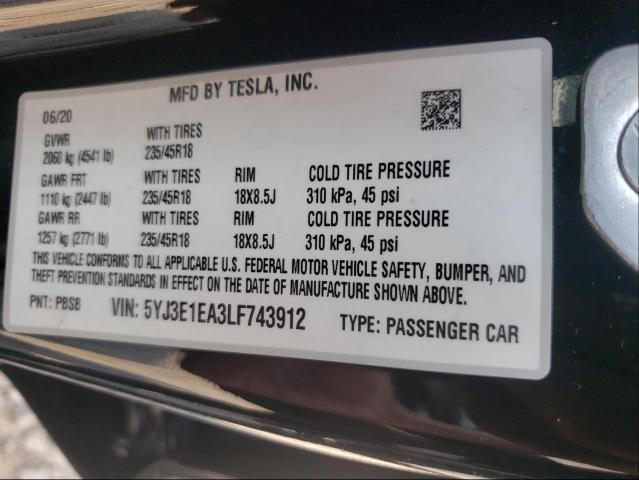 MFD BY TESLA, INC.
06/20
GVWR WITH TIRES
2060 kg (4541 lb) 235/45R18
GAWR FRT WITH TIRES RIM COLD TIRE PRESSURE
1110 kg (2447 lb) 235/45R18 18X8.5J 310 kPa, 45 psi
GAWR RR WITH TIRES RIM COLD TIRE PRESSURE
1257 kg (2771 lb) 235/45R18 18X8.5J 310 kPa, 45 psi
THIS VEHICLE CONFORMS TO ALL APPLICABLE U.S. FEDERAL MOTOR VEHICLE SAFETY, BUMPER, AND
THEFT PREVENTION STANDARDS IN EFFECT ON THE DATE OF MANUFACTURE SHOWN ABOVE.
PNT: PBSB VIN: 5YJ3E1EA3LF743912 TYPE: PASSENGER CAR